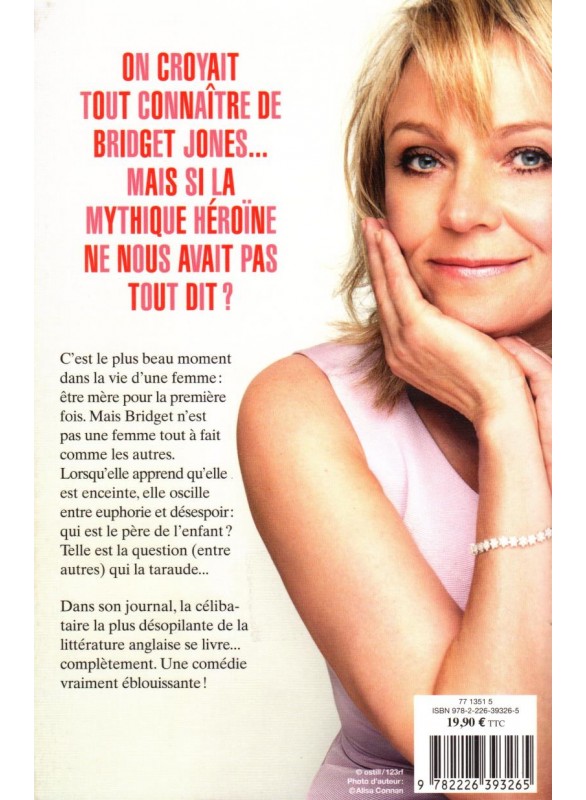 ON CROYAIT
TOUT CONNAÎTRE DE
BRIDGET JONES...
MAIS SI LA
MYTHIQUE HÉROÏNE
NE NOUS AVAIT PAS
TOUT DIT ?
C'est le plus beau moment
dans la vie d'une femme :
être mère pour la première
fois. Mais Bridget n'est
pas une femme tout à fait
comme les autres.
Lorsqu'elle apprend qu'elle
est enceinte, elle oscille
entre euphorie et désespoir :
qui est le père de l'enfant ?
Telle est la question (entre
autres) qui la taraude...
Dans son journal, la céliba-
taire la plus désopilante de la
littérature anglaise se livre...
complètement. Une comédie
vraiment éblouissante !
77 1351 5
ISBN 978-2-226-39326-5
19,90 € TTC
9 782226 393265
© ostill/123rf
Photo d'auteur :
©Alisa Connan